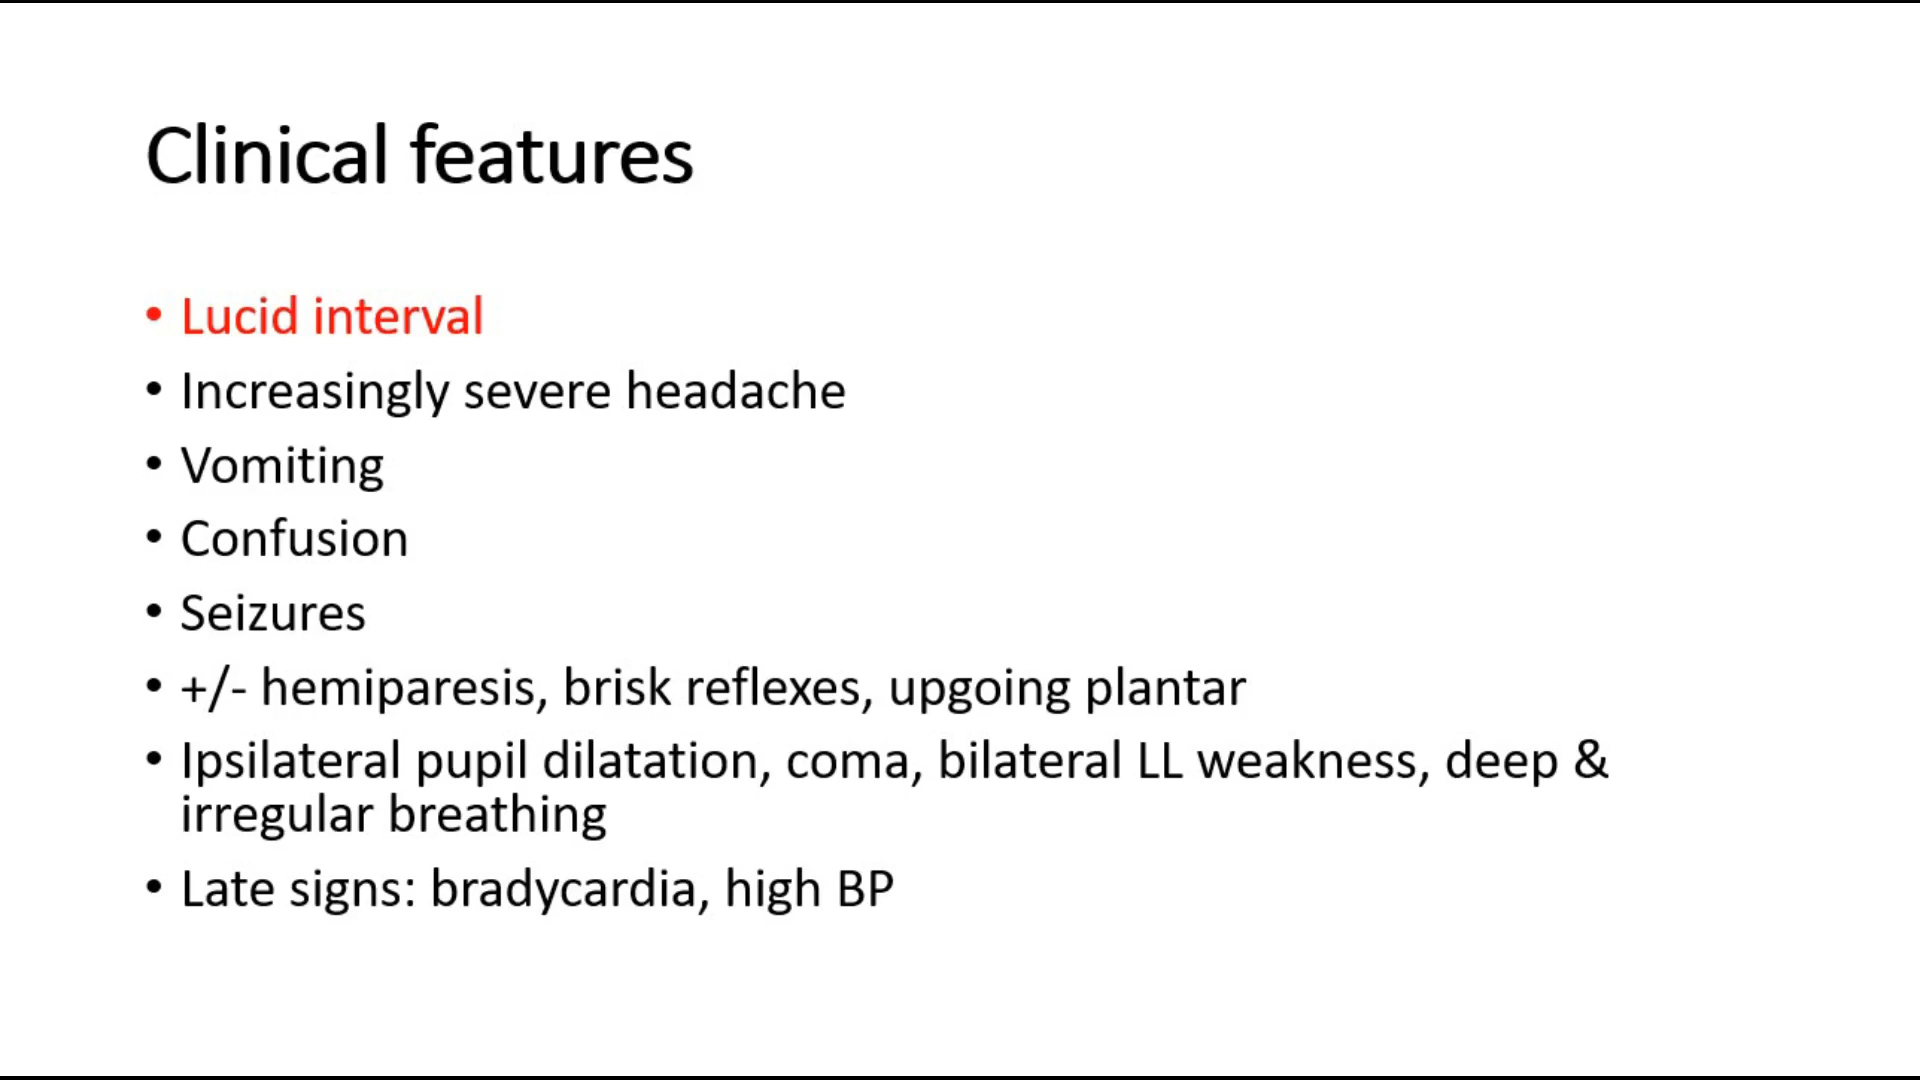 Clinical features
• Lucid interval
• Increasingly severe headache
• Vomiting
• Confusion
• Seizures
• +/- hemiparesis, brisk reflexes, upgoing plantar
• Ipsilateral pupil dilatation, coma, bilateral LL weakness, deep &
irregular breathing
• Late signs: bradycardia, high BP